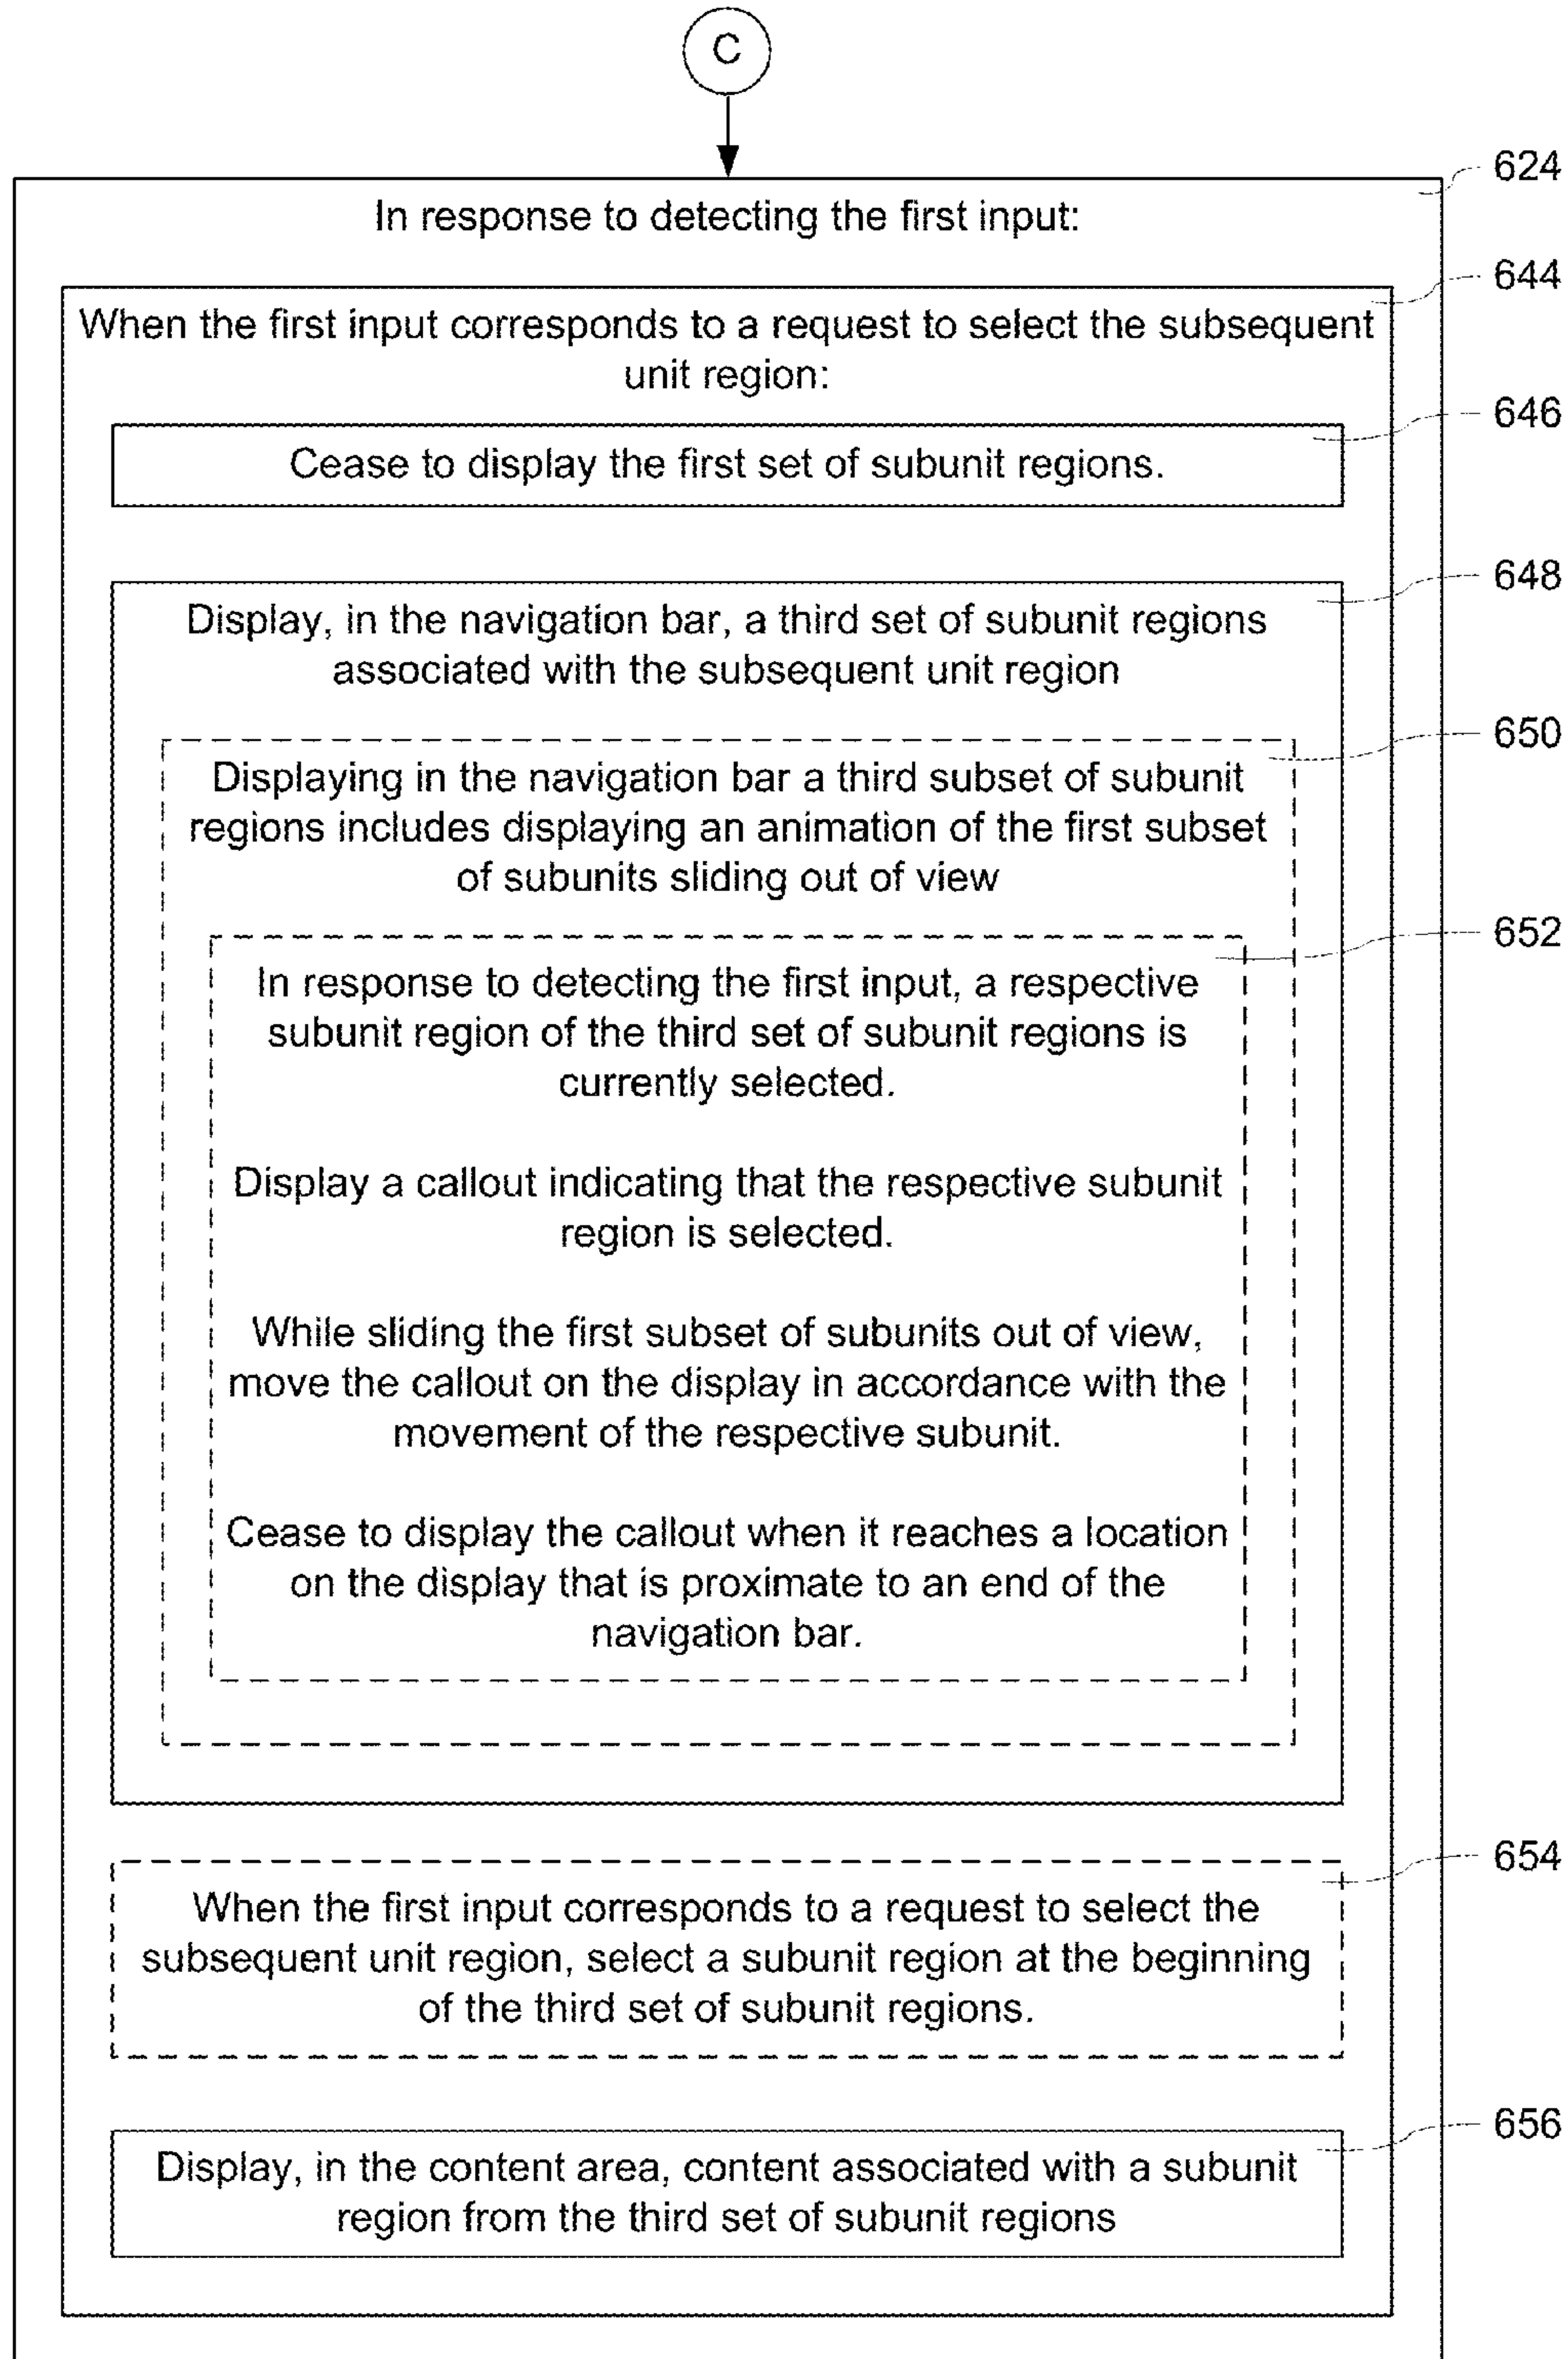 C
624
In response to detecting the first input:
644
When the first input corresponds to a request to select the subsequent
unit region:
646
Cease to display the first set of subunit regions.
648
Display, in the navigation bar, a third set of subunit regions
associated with the subsequent unit region
650
Displaying in the navigation bar a third subset of subunit
regions includes displaying an animation of the first subset
of subunits sliding out of view
652
In response to detecting the first input, a respective
subunit region of the third set of subunit regions is
currently selected.
Display a callout indicating that the respective subunit
region is selected.
While sliding the first subset of subunits out of view,
move the callout on the display in accordance with the
movement of the respective subunit.
Cease to display the callout when it reaches a location
on the display that is proximate to an end of the
navigation bar.
654
When the first input corresponds to a request to select the
subsequent unit region, select a subunit region at the beginning
of the third set of subunit regions.
656
Display, in the content area, content associated with a subunit
region from the third set of subunit regions